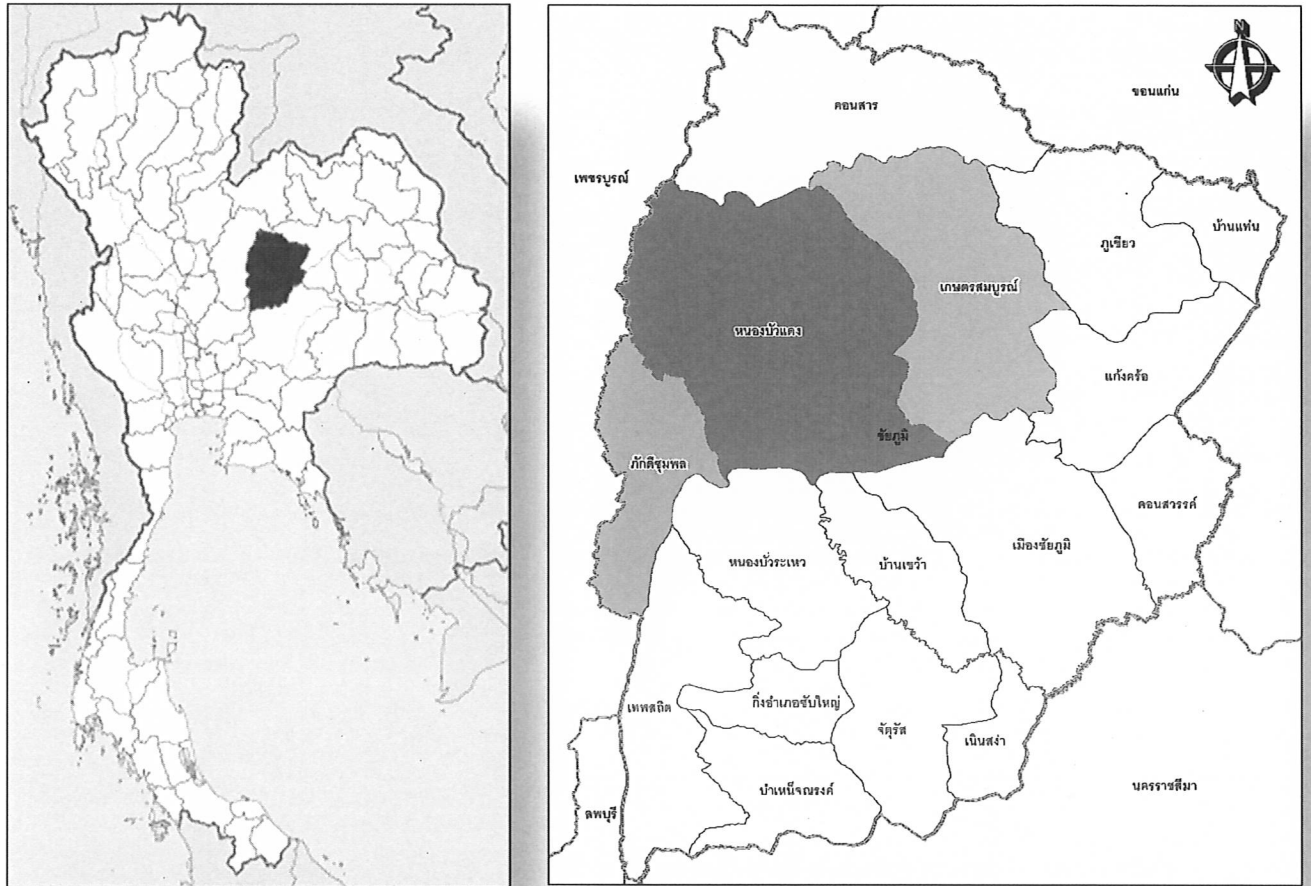 N
คอนสาร
ขอนแก่น
เพชรบูรณ์
ภูเขียว
บ้านแท่น
เกษตรสมบูรณ์
หนองบัวแดง
แก้งคร้อ
ชัยภูมิ
ภักดีชุมพล
คอนสวรรค์
เมืองชัยภูมิ
หนองบัวระเหว
บ้านเขว้า
เทพสถิต
กิ่งอำเภอซับใหญ่
จัตุรัส
เนินสง่า
บำเหน็จณรงค์
นครราชสีมา
ลพบุรี